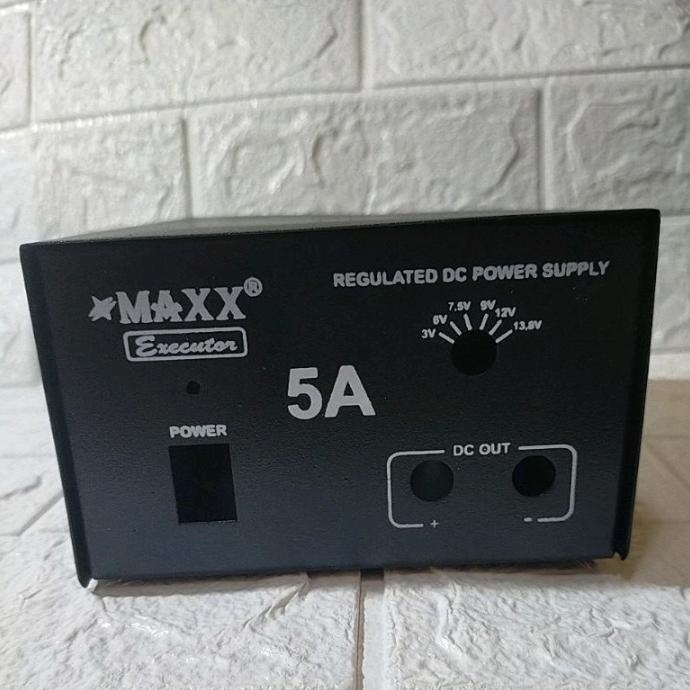 MAXX®
Executor
REGULATED DC POWER SUPPLY
3V 6V 7,5V 9V 12V 13,8V
5A
POWER
DC OUT
+ -